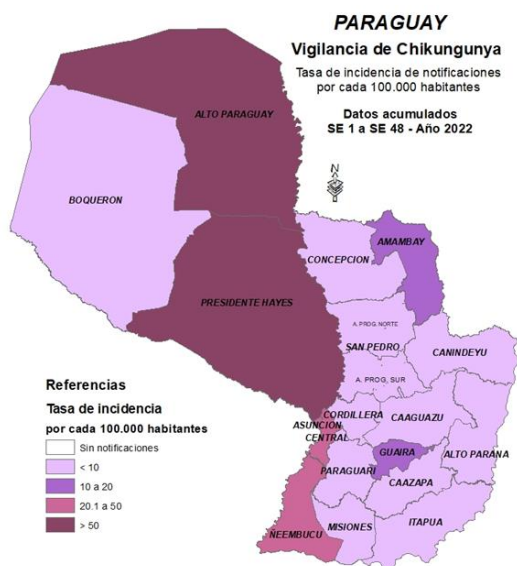 PARAGUAY
Vigilancia de Chikungunya
Tasa de incidencia de notificaciones
por cada 100.000 habitantes
Datos acumulados
SE 1 a SE 48 - Año 2022
N
ALTO PARAGUAY
BOQUERON
AMAMBAY
CONCEPCION
PRESIDENTE HAYES
A. PROG. NORTE
SAN PEDRO
CANINDEYU
A. PROG. SUR
CORDILLERA
ASUNCION
CAAGUAZU
CENTRAL
GUAIRA
ALTO PARANA
PARAGUARI
CAAZAPA
ÑEEMBUCU
MISIONES
ITAPUA
Referencias
Tasa de incidencia
por cada 100.000 habitantes
Sin notificaciones
< 10
10 a 20
20.1 a 50
> 50